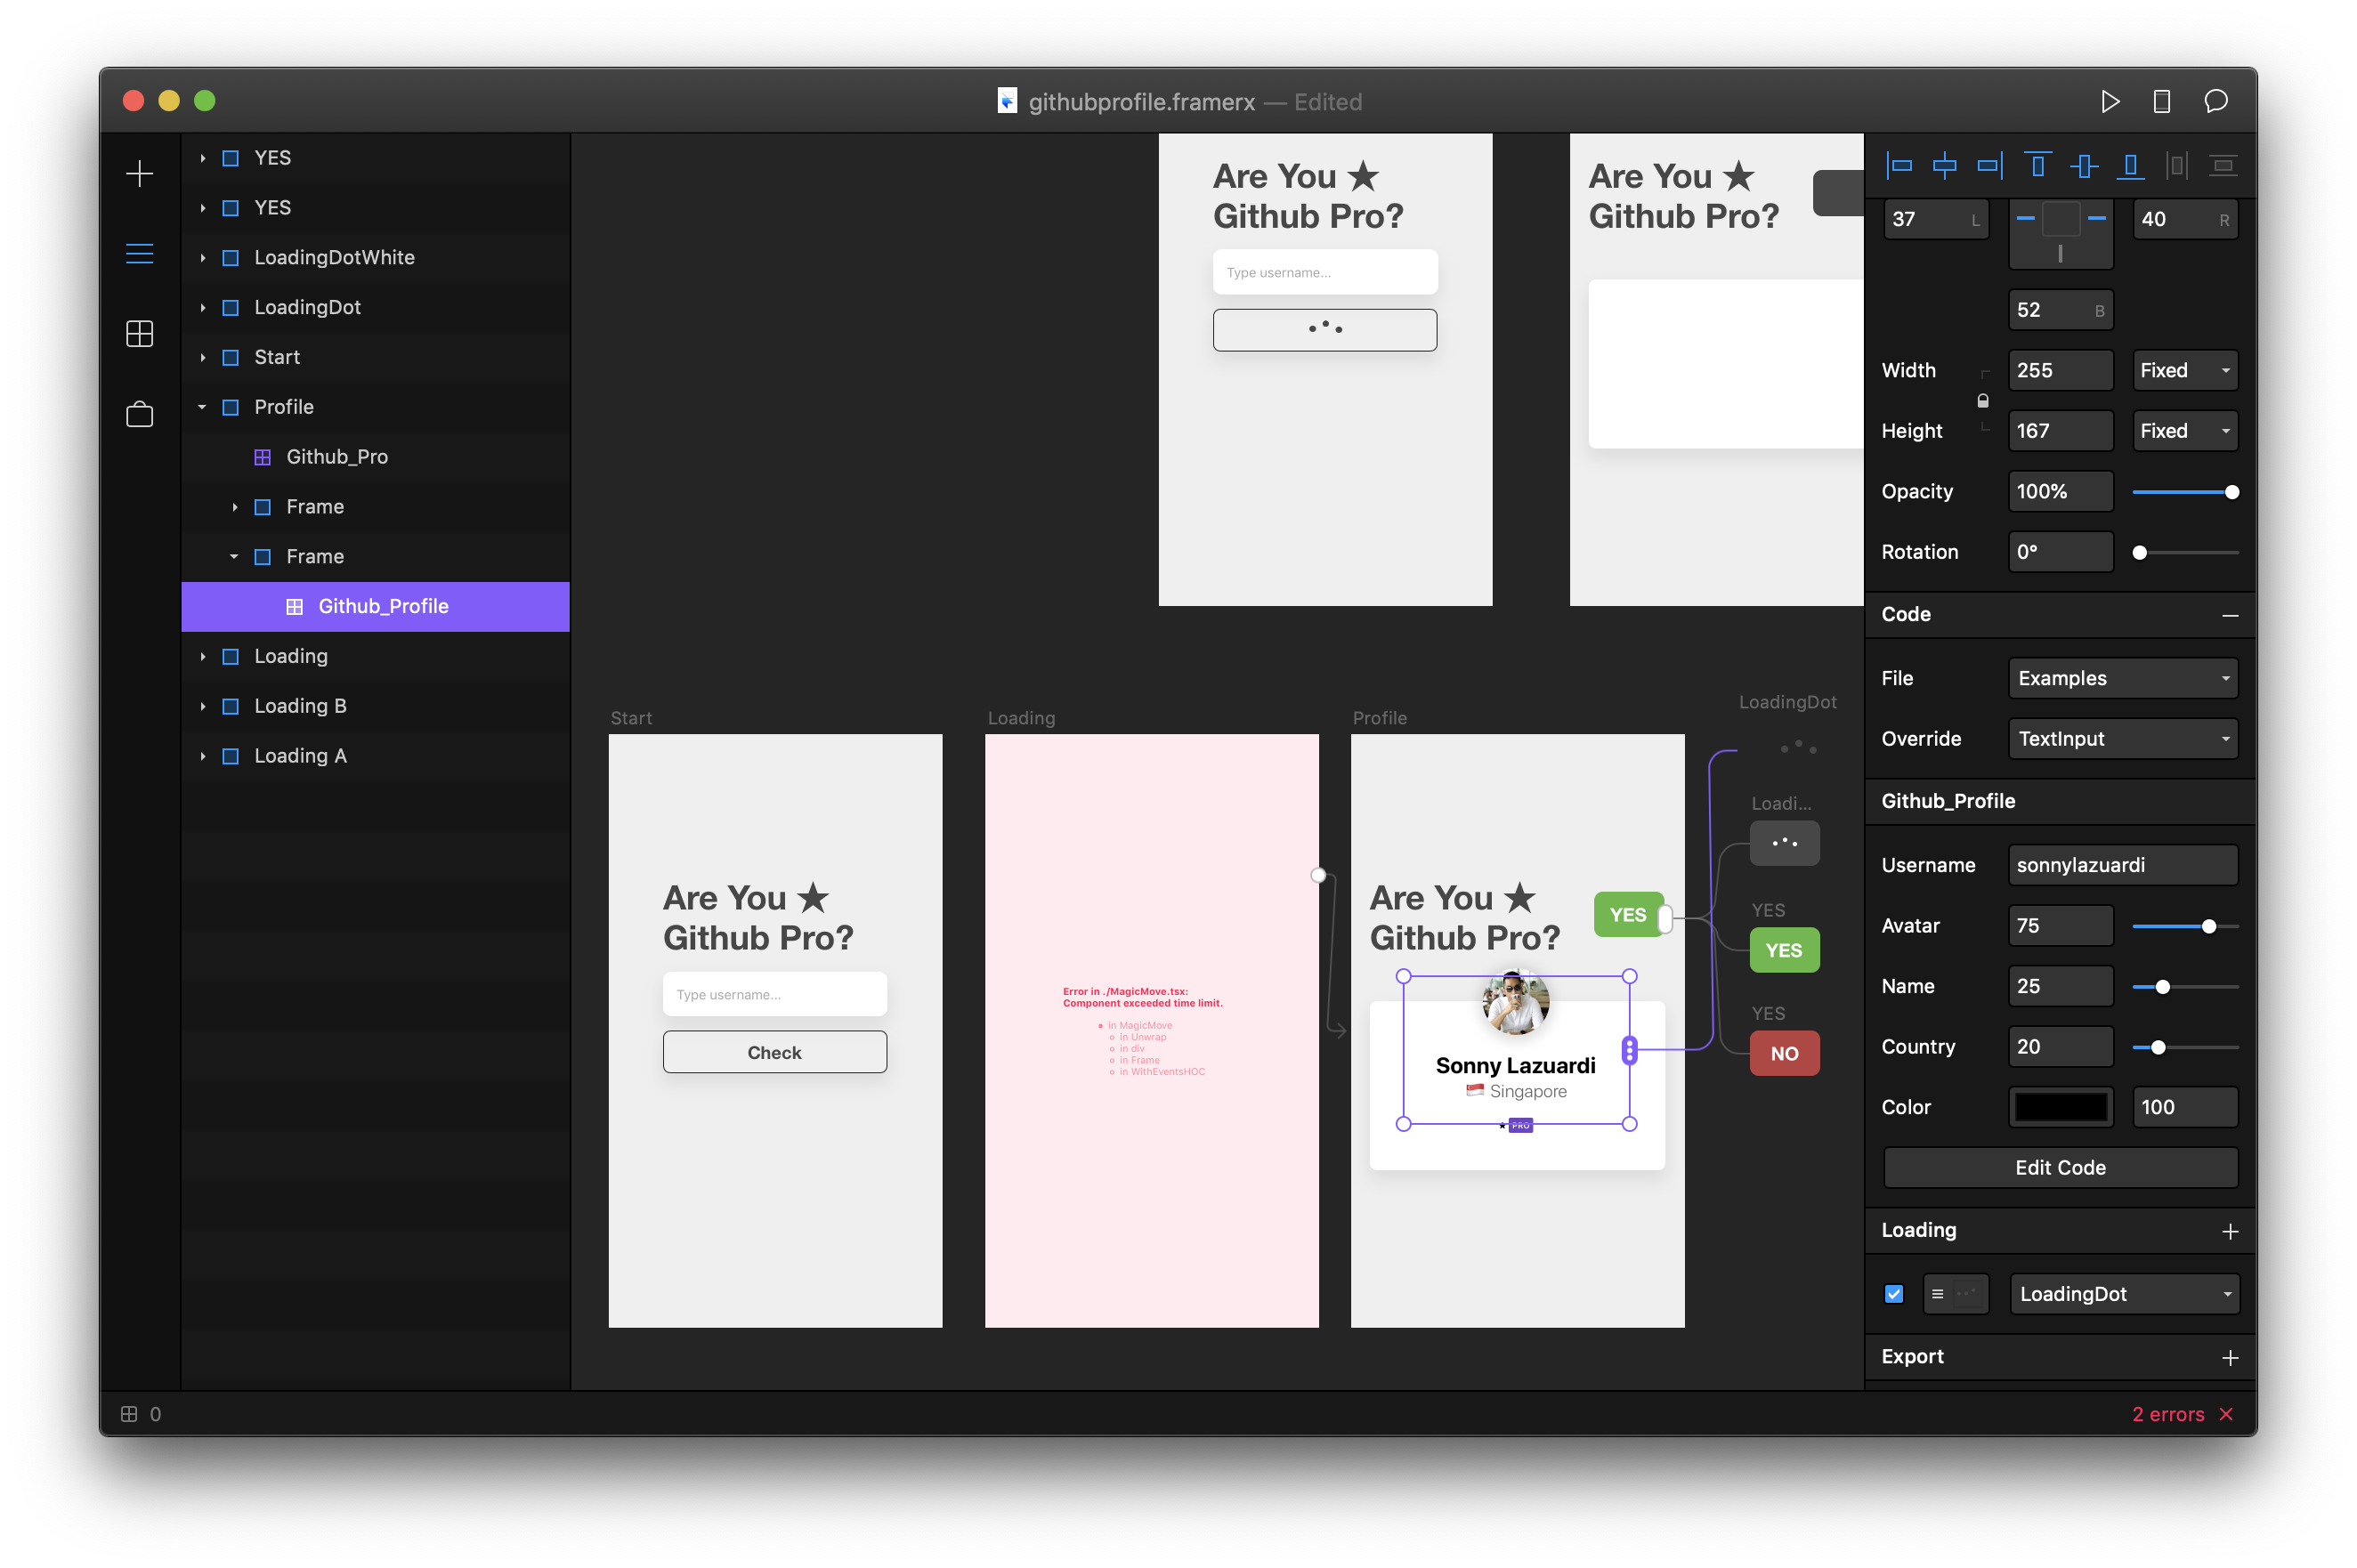 githubprofile.framerx — Edited
YES
YES
LoadingDotWhite
LoadingDot
Start
Profile
Github_Pro
Frame
Frame
Github_Profile
Loading
Loading B
Loading A
Are You ★
Github Pro?
Type username...
Are You ★
Github Pro?
Start
Are You ★
Github Pro?
Type username...
Check
Loading
Error in ./MagicMove.tsx:
Component exceeded time limit.
in MagicMove
in Unwrap
in div
in Frame
in WithEventsHOC
Profile
Are You ★
Github Pro?
YES
Sonny Lazuardi
🇸🇬 Singapore
★ PRO
LoadingDot
Loadi...
YES
YES
YES
NO
37 L
40 R
52 B
Width 255 Fixed
Height 167 Fixed
Opacity 100%
Rotation 0°
Code
File Examples
Override TextInput
Github_Profile
Username sonnylazuardi
Avatar 75
Name 25
Country 20
Color 100
Edit Code
Loading
LoadingDot
Export
0
2 errors